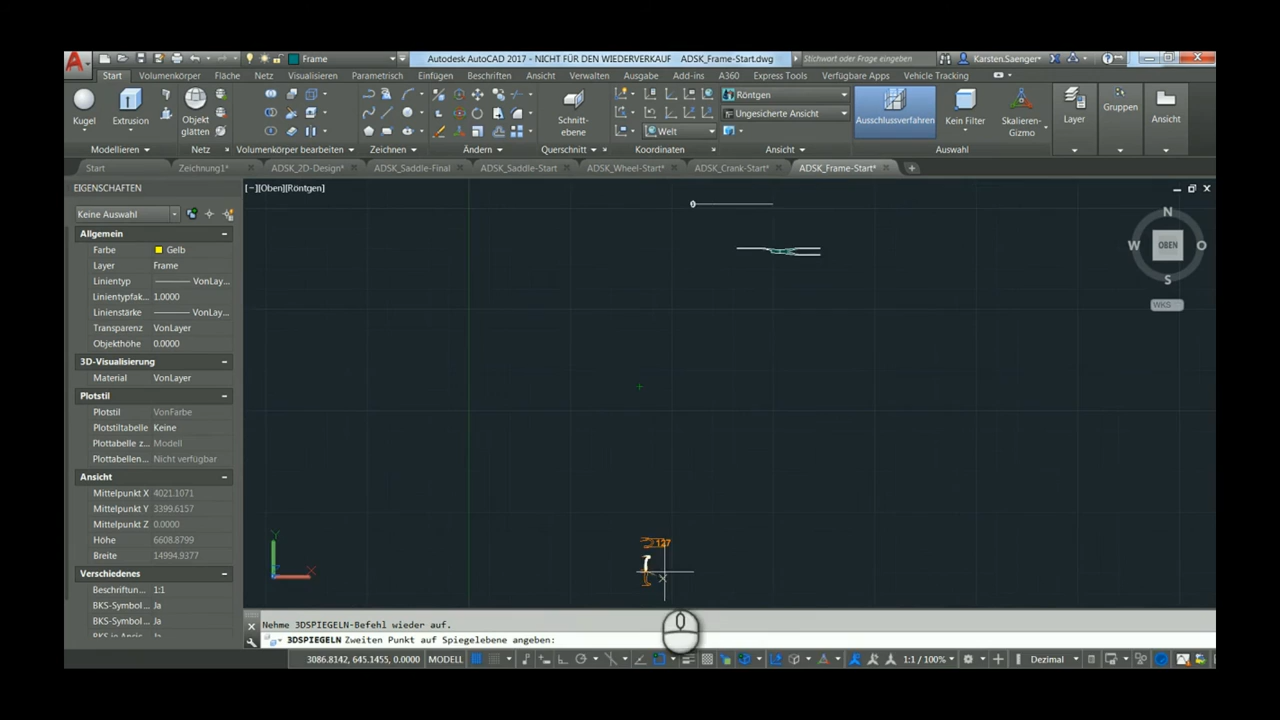 Frame
Autodesk AutoCAD 2017 - NICHT FÜR DEN WIEDERVERKAUF ADSK_Frame-Start.dwg
Stichwort oder Frage eingeben
Karsten.Saenger
Start Volumenkörper Fläche Netz Visualisieren Parametrisch Einfügen Beschriften Ansicht Verwalten Ausgabe Add-ins A360 Express Tools Verfügbare Apps Vehicle Tracking
Röntgen
Ungesicherte Ansicht
Welt
Kugel Extrusion Objekt glätten Schnitt-ebene Ausschlussverfahren Kein Filter Skalieren-Gizmo Layer Gruppen Ansicht
Modellieren Netz Volumenkörper bearbeiten Zeichnen Ändern Querschnitt Koordinaten Ansicht Auswahl
Start Zeichnung1* ADSK_2D-Design* ADSK_Saddle-Final ADSK_Saddle-Start ADSK_Wheel-Start* ADSK_Crank-Start* ADSK_Frame-Start*
EIGENSCHAFTEN
[−][Oben][Röntgen]
Keine Auswahl
Allgemein
Farbe Gelb
Layer Frame
Linientyp VonLay...
Linientypfak... 1.0000
Linienstärke VonLay...
Transparenz VonLayer
Objekthöhe 0.0000
3D-Visualisierung
Material VonLayer
Plotstil
Plotstil VonFarbe
Plotstiltabelle Keine
Plottabelle z... Modell
Plottabellen... Nicht verfügbar
Ansicht
Mittelpunkt X 4021.1071
Mittelpunkt Y 3399.6157
Mittelpunkt Z 0.0000
Höhe 6608.8799
Breite 14994.9377
Verschiedenes
Beschriftun... 1:1
BKS-Symbol... Ja
BKS-Symbol... Ja
N
W OBEN O
S
WKS
Y
X
127
Nehme 3DSPIEGELN-Befehl wieder auf.
3DSPIEGELN Zweiten Punkt auf Spiegelebene angeben:
3086.8142, 645.1455, 0.0000 MODELL 1:1 / 100% Dezimal